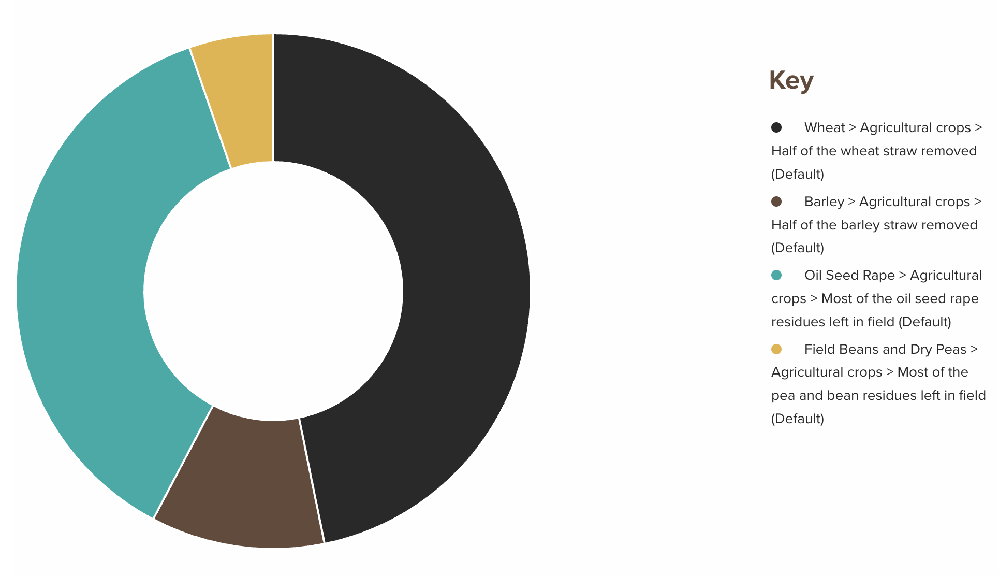 Key
Wheat > Agricultural crops >
Half of the wheat straw removed
(Default)
Barley > Agricultural crops >
Half of the barley straw removed
(Default)
Oil Seed Rape > Agricultural
crops > Most of the oil seed rape
residues left in field (Default)
Field Beans and Dry Peas >
Agricultural crops > Most of the
pea and bean residues left in field
(Default)